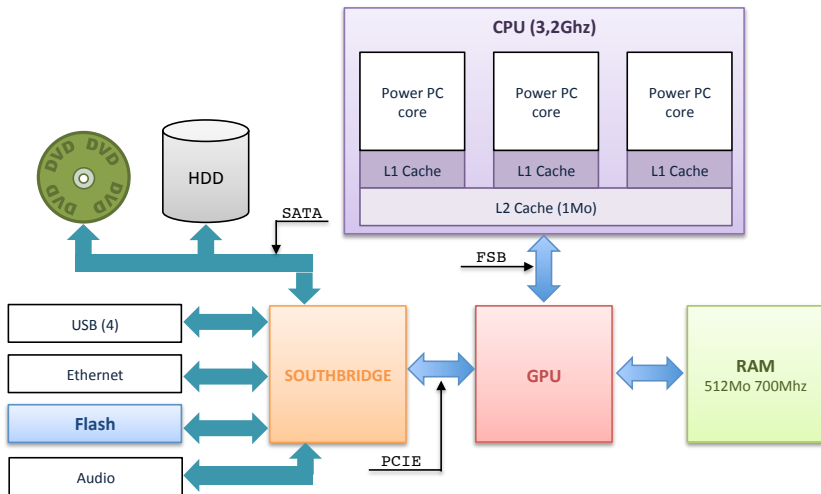 CPU (3,2Ghz)
Power PC
core
Power PC
core
Power PC
core
L1 Cache
L1 Cache
L1 Cache
L2 Cache (1Mo)
DVD DVD DVD DVD
HDD
SATA
FSB
USB (4)
Ethernet
Flash
Audio
SOUTHBRIDGE
PCIE
GPU
RAM
512Mo 700Mhz